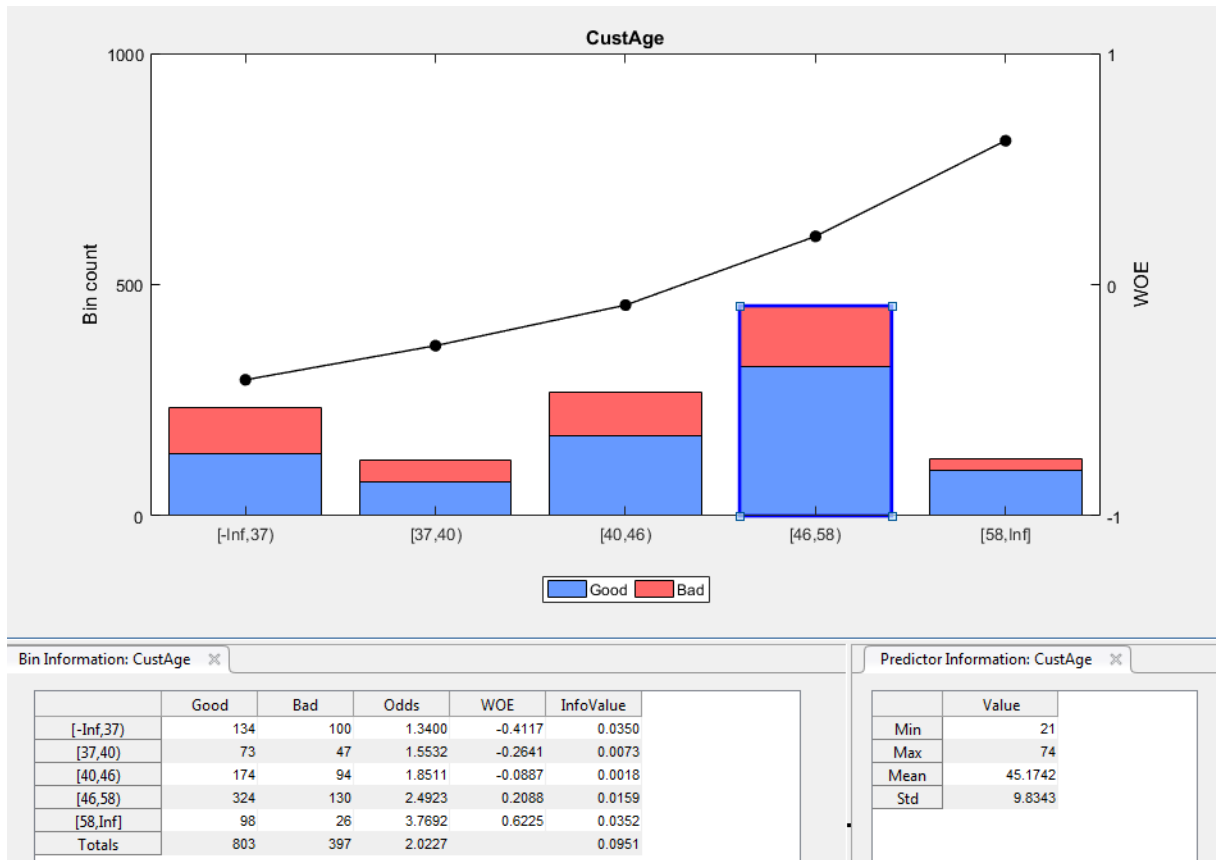 CustAge
1000
500
0
1
0
-1
Bin count
WOE
[-Inf,37)
[37,40)
[40,46)
[46,58)
[58,Inf]
Good Bad
Bin Information: CustAge
Good Bad Odds WOE InfoValue
[-Inf,37) 134 100 1.3400 -0.4117 0.0350
[37,40) 73 47 1.5532 -0.2641 0.0073
[40,46) 174 94 1.8511 -0.0887 0.0018
[46,58) 324 130 2.4923 0.2088 0.0159
[58,Inf] 98 26 3.7692 0.6225 0.0352
Totals 803 397 2.0227 0.0951
Predictor Information: CustAge
Value
Min 21
Max 74
Mean 45.1742
Std 9.8343